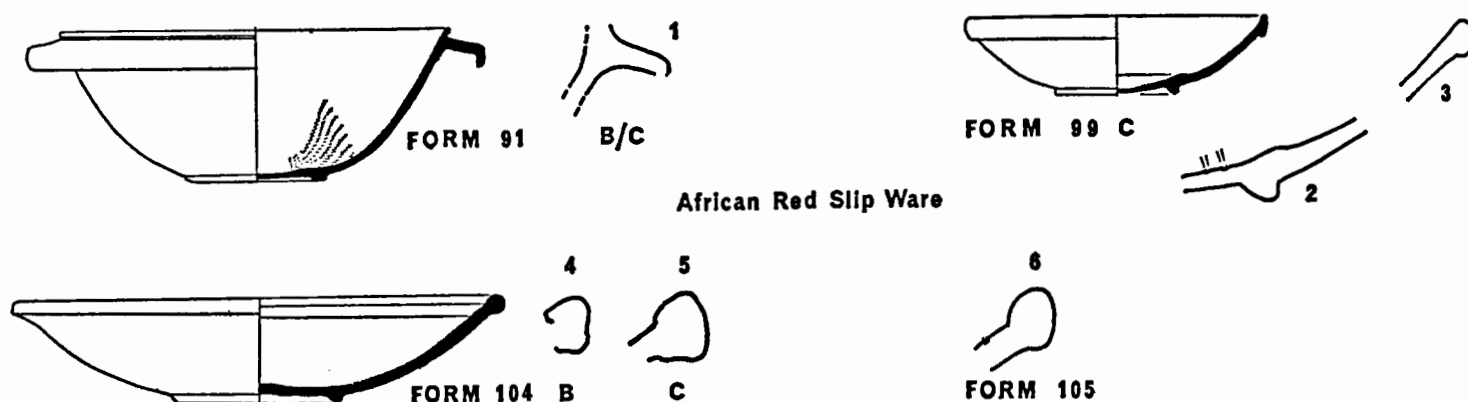 1
FORM 91 B/C
FORM 99 C
3
2
African Red Slip Ware
4 5 6
FORM 104 B C FORM 105